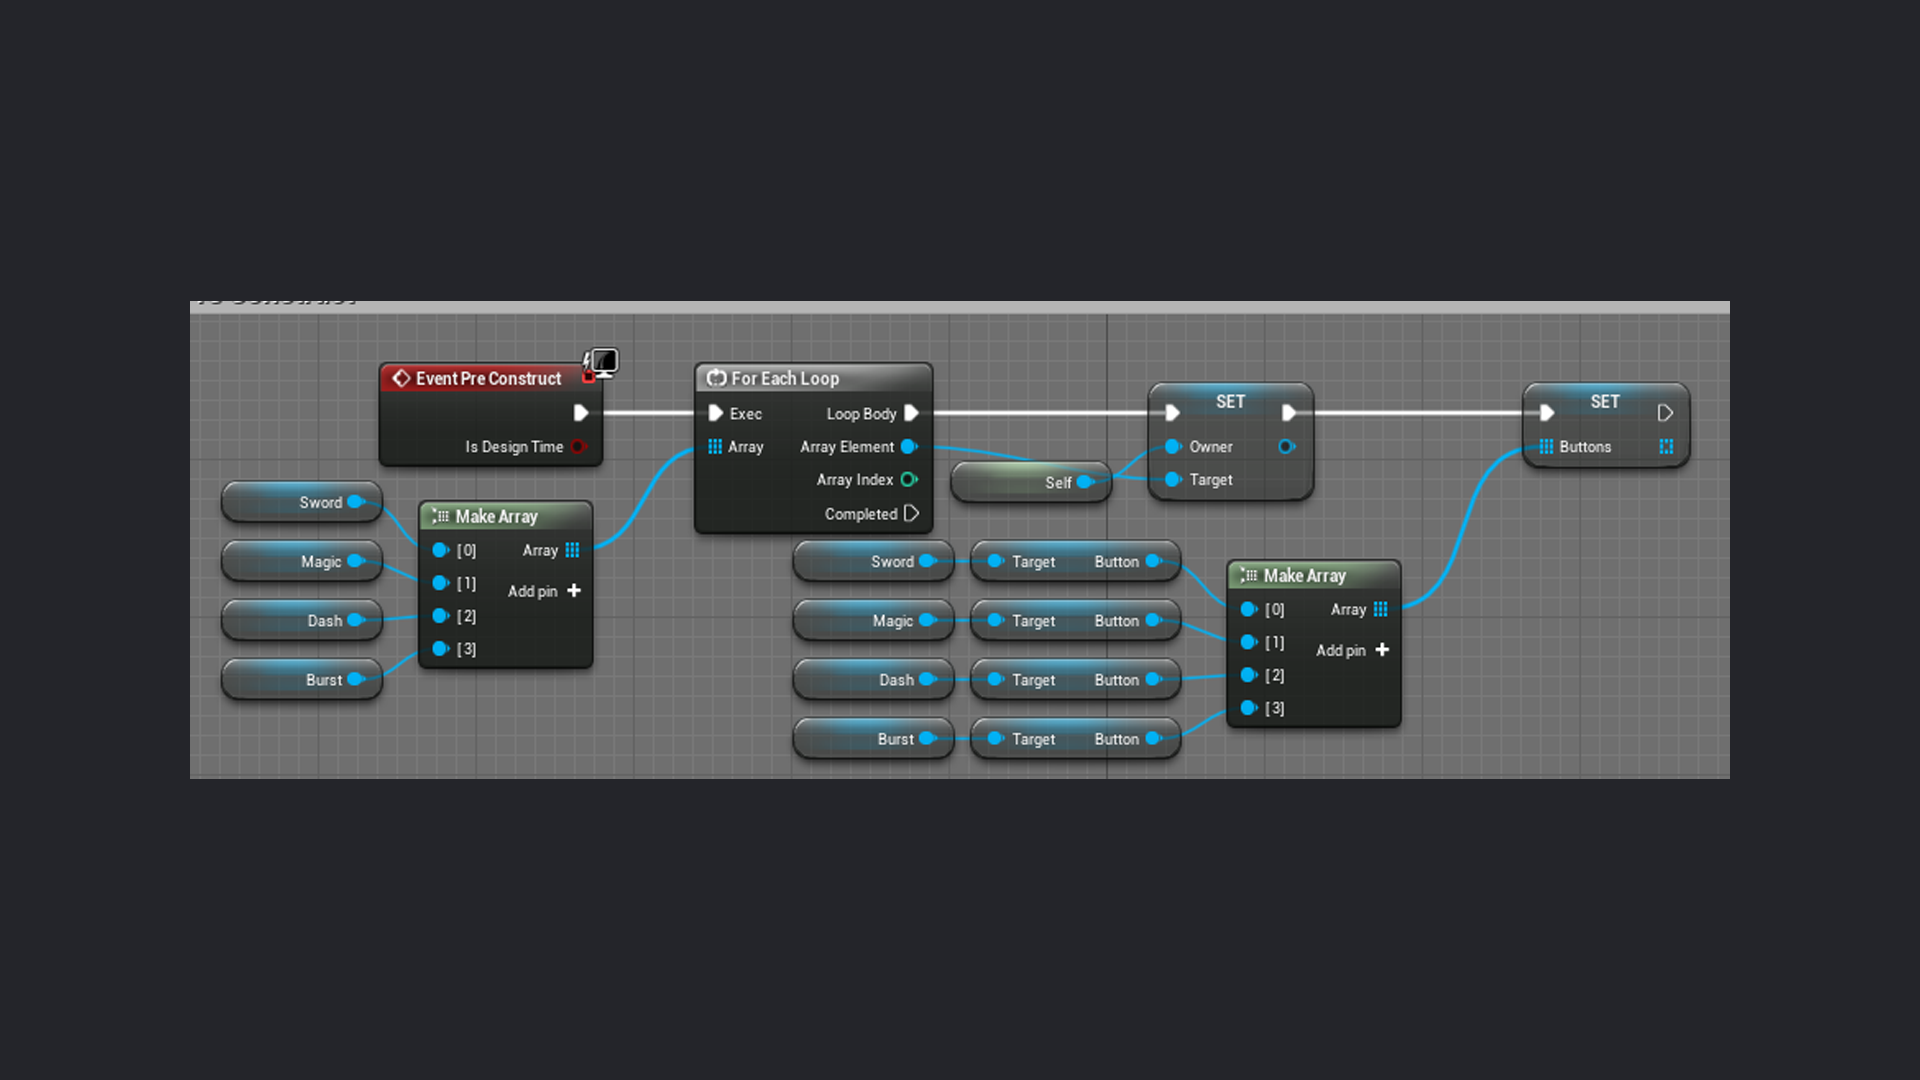 Event Pre Construct
Is Design Time
For Each Loop
Exec
Loop Body
Array
Array Element
Array Index
Completed
SET
Owner
Target
SET
Buttons
Self
Sword
Magic
Dash
Burst
Make Array
[0]
Array
[1]
Add pin
[2]
[3]
Sword
Target
Button
Magic
Target
Button
Dash
Target
Button
Burst
Target
Button
Make Array
[0]
Array
[1]
Add pin
[2]
[3]